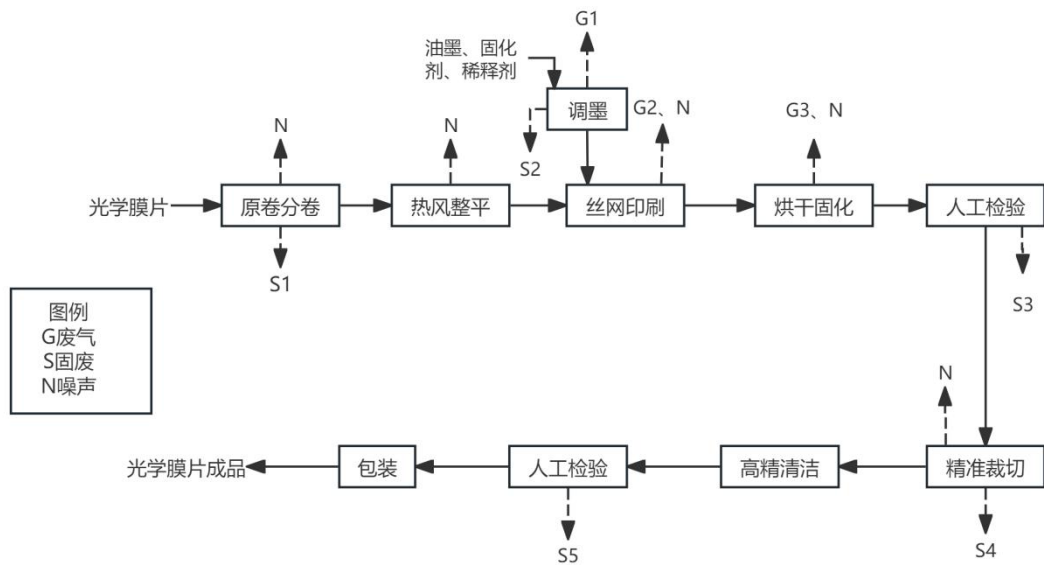 G1
油墨、固化
剂、稀释剂
调墨
S2
G2、N
G3、N
N
N
光学膜片
原卷分卷
热风整平
丝网印刷
烘干固化
人工检验
S1
S3
图例
G废气
S固废
N噪声
N
光学膜片成品
包装
人工检验
高精清洁
精准裁切
S5
S4